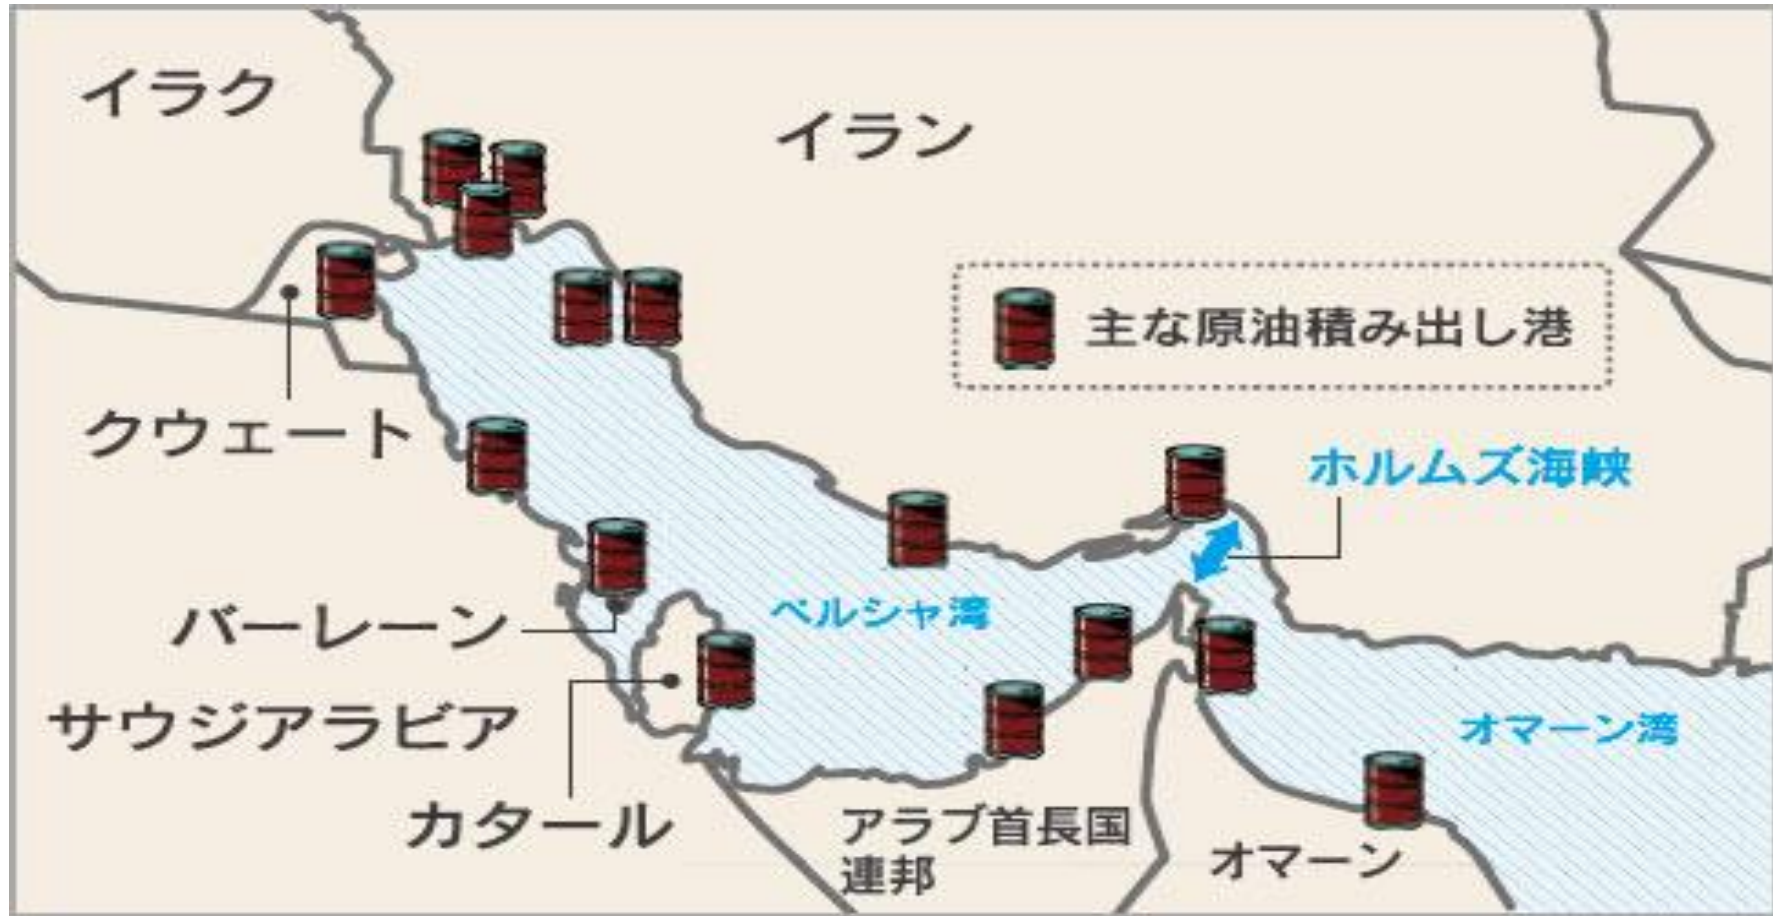 イラク
イラン
主な原油積み出し港
クウェート
ホルムズ海峡
ペルシャ湾
バーレーン
サウジアラビア
オマーン湾
カタール
アラブ首長国
連邦
オマーン